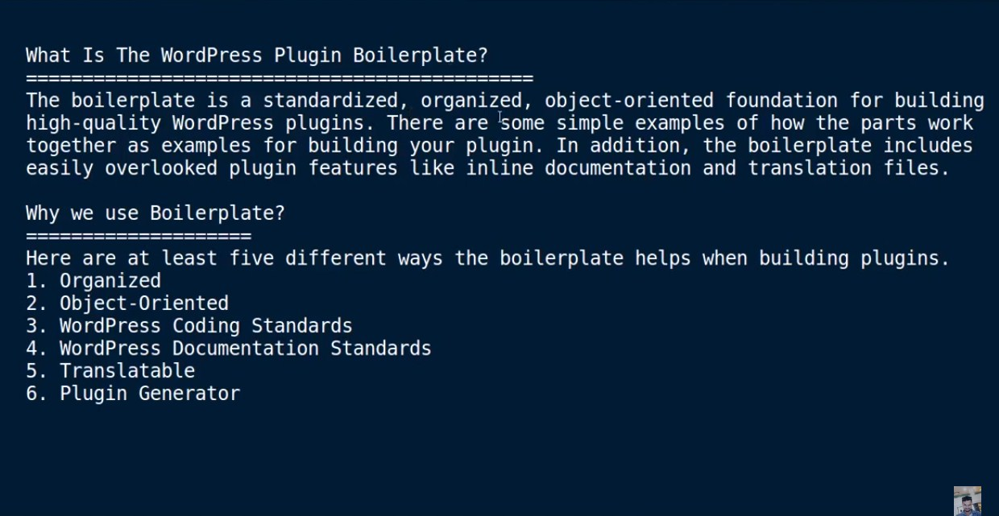 What Is The WordPress Plugin Boilerplate?
=============================================
The boilerplate is a standardized, organized, object-oriented foundation for building
high-quality WordPress plugins. There are some simple examples of how the parts work
together as examples for building your plugin. In addition, the boilerplate includes
easily overlooked plugin features like inline documentation and translation files.
Why we use Boilerplate?
====================
Here are at least five different ways the boilerplate helps when building plugins.
1. Organized
2. Object-Oriented
3. WordPress Coding Standards
4. WordPress Documentation Standards
5. Translatable
6. Plugin Generator